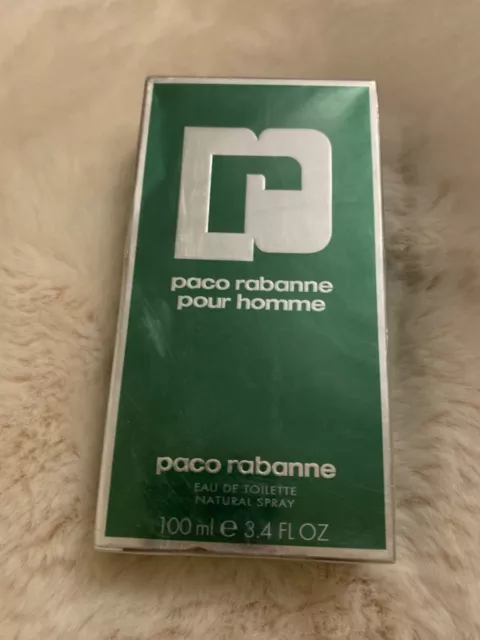 paco rabanne
pour homme
paco rabanne
EAU DE TOILETTE
NATURAL SPRAY
100 ml e 3.4 FL OZ